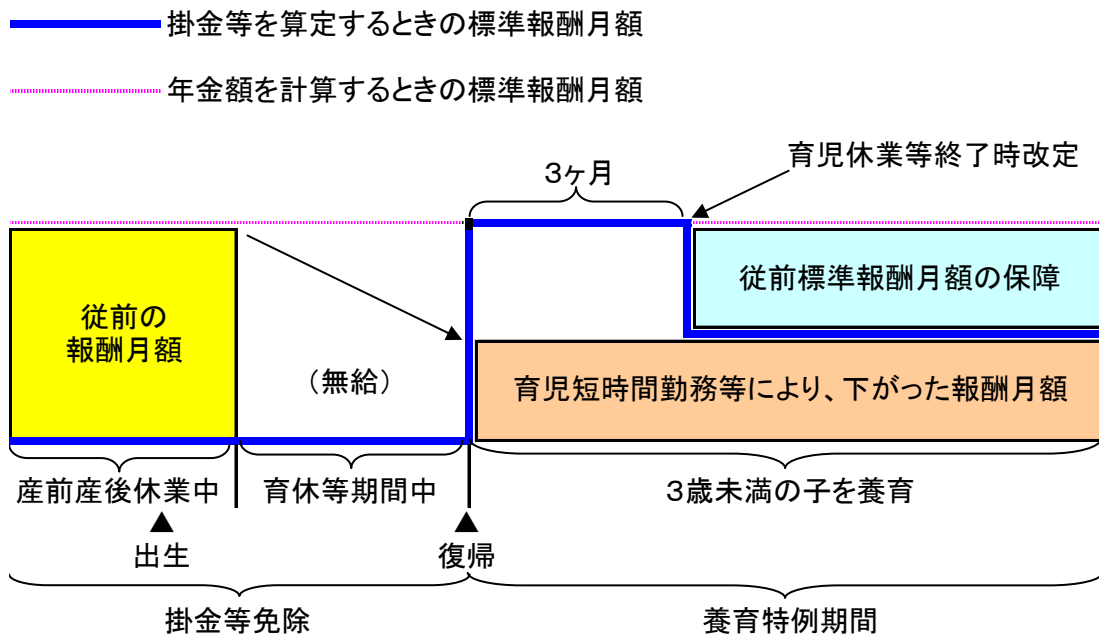 掛金等を算定するときの標準報酬月額
年金額を計算するときの標準報酬月額
育児休業等終了時改定
3ヶ月
従前の
報酬月額
(無給)
従前標準報酬月額の保障
育児短時間勤務等により、下がった報酬月額
産前産後休業中
育休等期間中
3歳未満の子を養育
▲
▲
出生
復帰
掛金等免除
養育特例期間